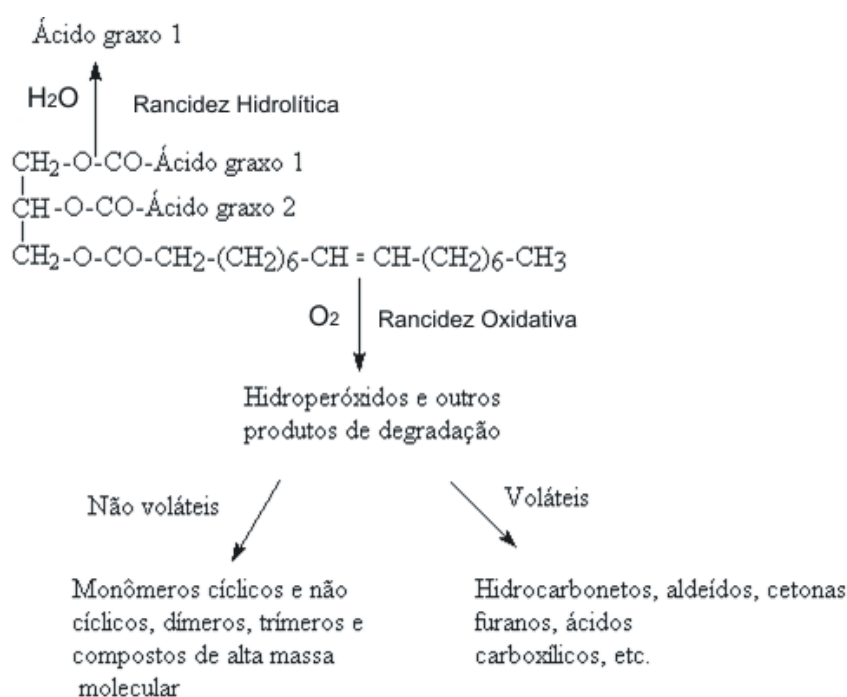 Ácido graxo 1
H2O Rancidez Hidrolítica
CH2-O-CO-Ácido graxo 1
CH-O-CO-Ácido graxo 2
CH2-O-CO-CH2-(CH2)6-CH = CH-(CH2)6-CH3
O2 Rancidez Oxidativa
Hidroperóxidos e outros
produtos de degradação
Não voláteis
Voláteis
Monômeros cíclicos e não
cíclicos, dímeros, trímeros e
compostos de alta massa
molecular
Hidrocarbonetos, aldeídos, cetonas
furanos, ácidos
carboxílicos, etc.